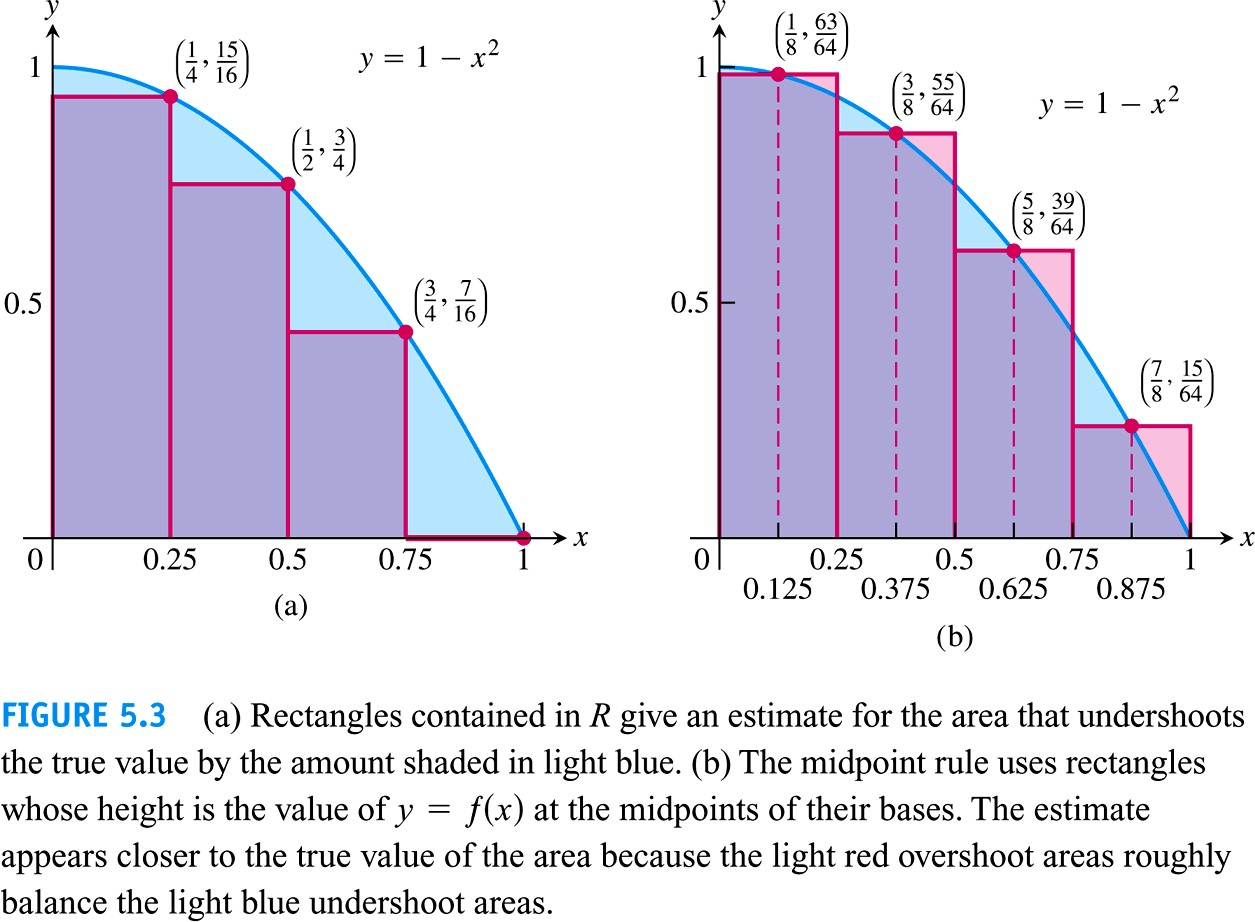 y
1
(1/4, 15/16)
y = 1 − x²
(1/2, 3/4)
0.5
(3/4, 7/16)
0
0.25
0.5
0.75
1
x
(a)
y
(1/8, 63/64)
1
(3/8, 55/64)
y = 1 − x²
(5/8, 39/64)
0.5
(7/8, 15/64)
0
0.25
0.5
0.75
1
x
0.125
0.375
0.625
0.875
(b)
FIGURE 5.3 (a) Rectangles contained in R give an estimate for the area that undershoots
the true value by the amount shaded in light blue. (b) The midpoint rule uses rectangles
whose height is the value of y = f(x) at the midpoints of their bases. The estimate
appears closer to the true value of the area because the light red overshoot areas roughly
balance the light blue undershoot areas.